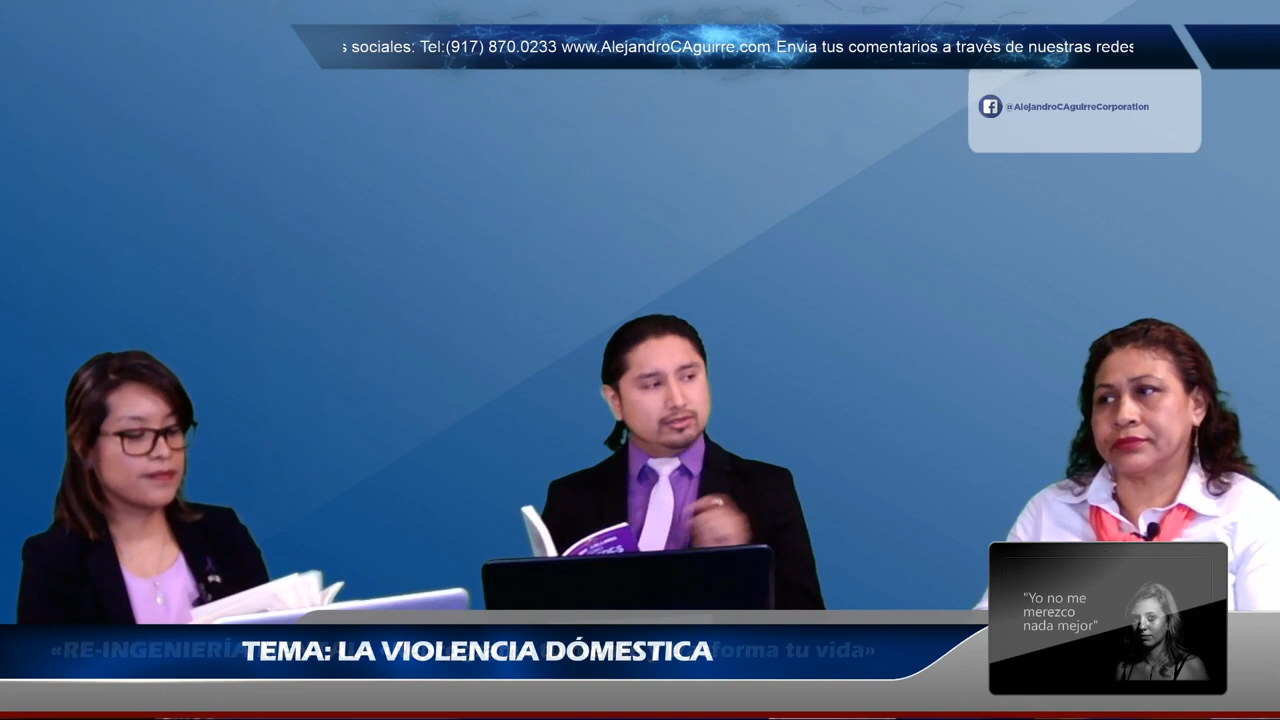 sociales: Tel:(917) 870.0233 www.AlejandroCAguirre.com Envia tus comentarios a través de nuestras redes
@AlejandroCAguirreCorporation
"Yo no me
merezco
nada mejor"
TEMA: LA VIOLENCIA DÓMESTICA
«RE-INGENIERÍA forma tu vida»